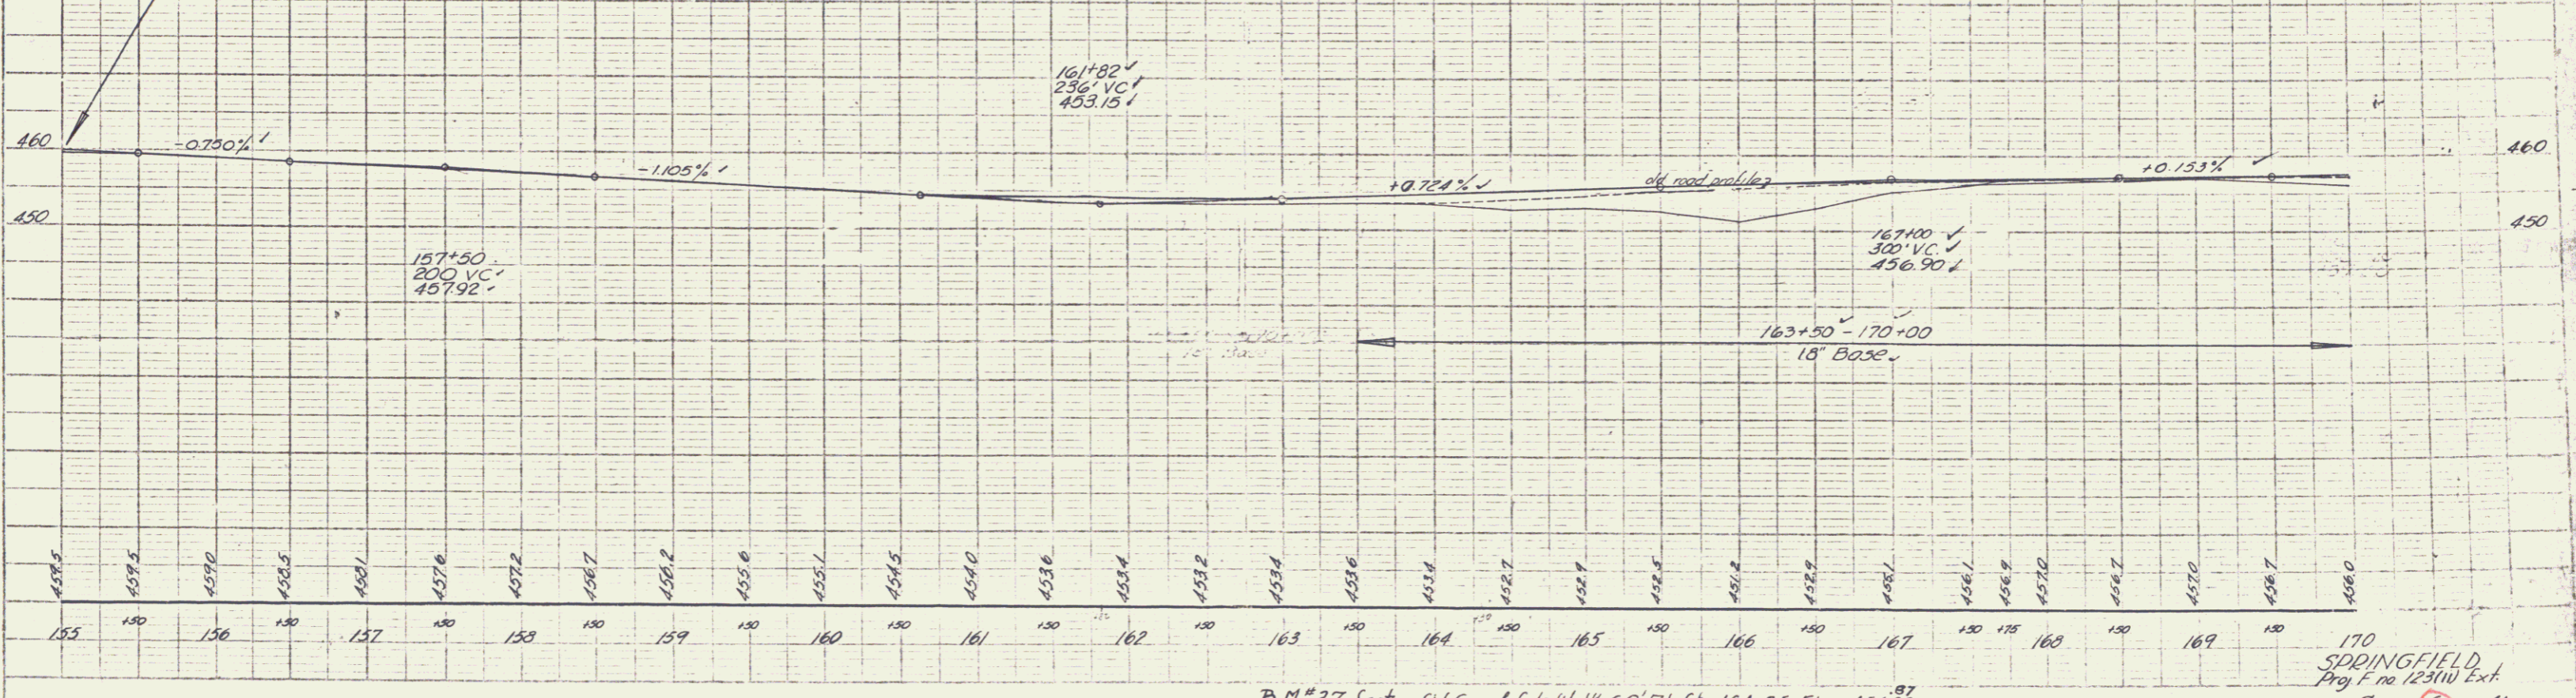 161+82 ✓
236' VC ✓
453.15 ✓
460
-0.750% ✓
-1.105% ✓
+0.724% ✓
old road profile
+0.153% ✓
460
450
450
157+50
200 VC ✓
457.92 ✓
167+00 ✓
300' VC ✓
456.90 ✓
163+50 - 170+00
18" Base ✓
459.5 459.5 459.0 458.5 458.1 457.6 457.2 456.7 456.2 455.6 455.1 454.5 454.0 453.6 453.4 453.2 453.4 453.6 453.4 452.7 452.9 452.5 451.2 452.9 455.1 456.1 456.9 457.0 456.7 457.0 456.7 456.0
155 +50 156 +50 157 +50 158 +50 159 +50 160 +50 161 +50 162 +50 163 +50 164 +50 165 +50 166 +50 167 +50 +75 168 +50 169 +50 170
SPRINGFIELD
Proj F no 123(11) Ext.
.87
B.M.#37